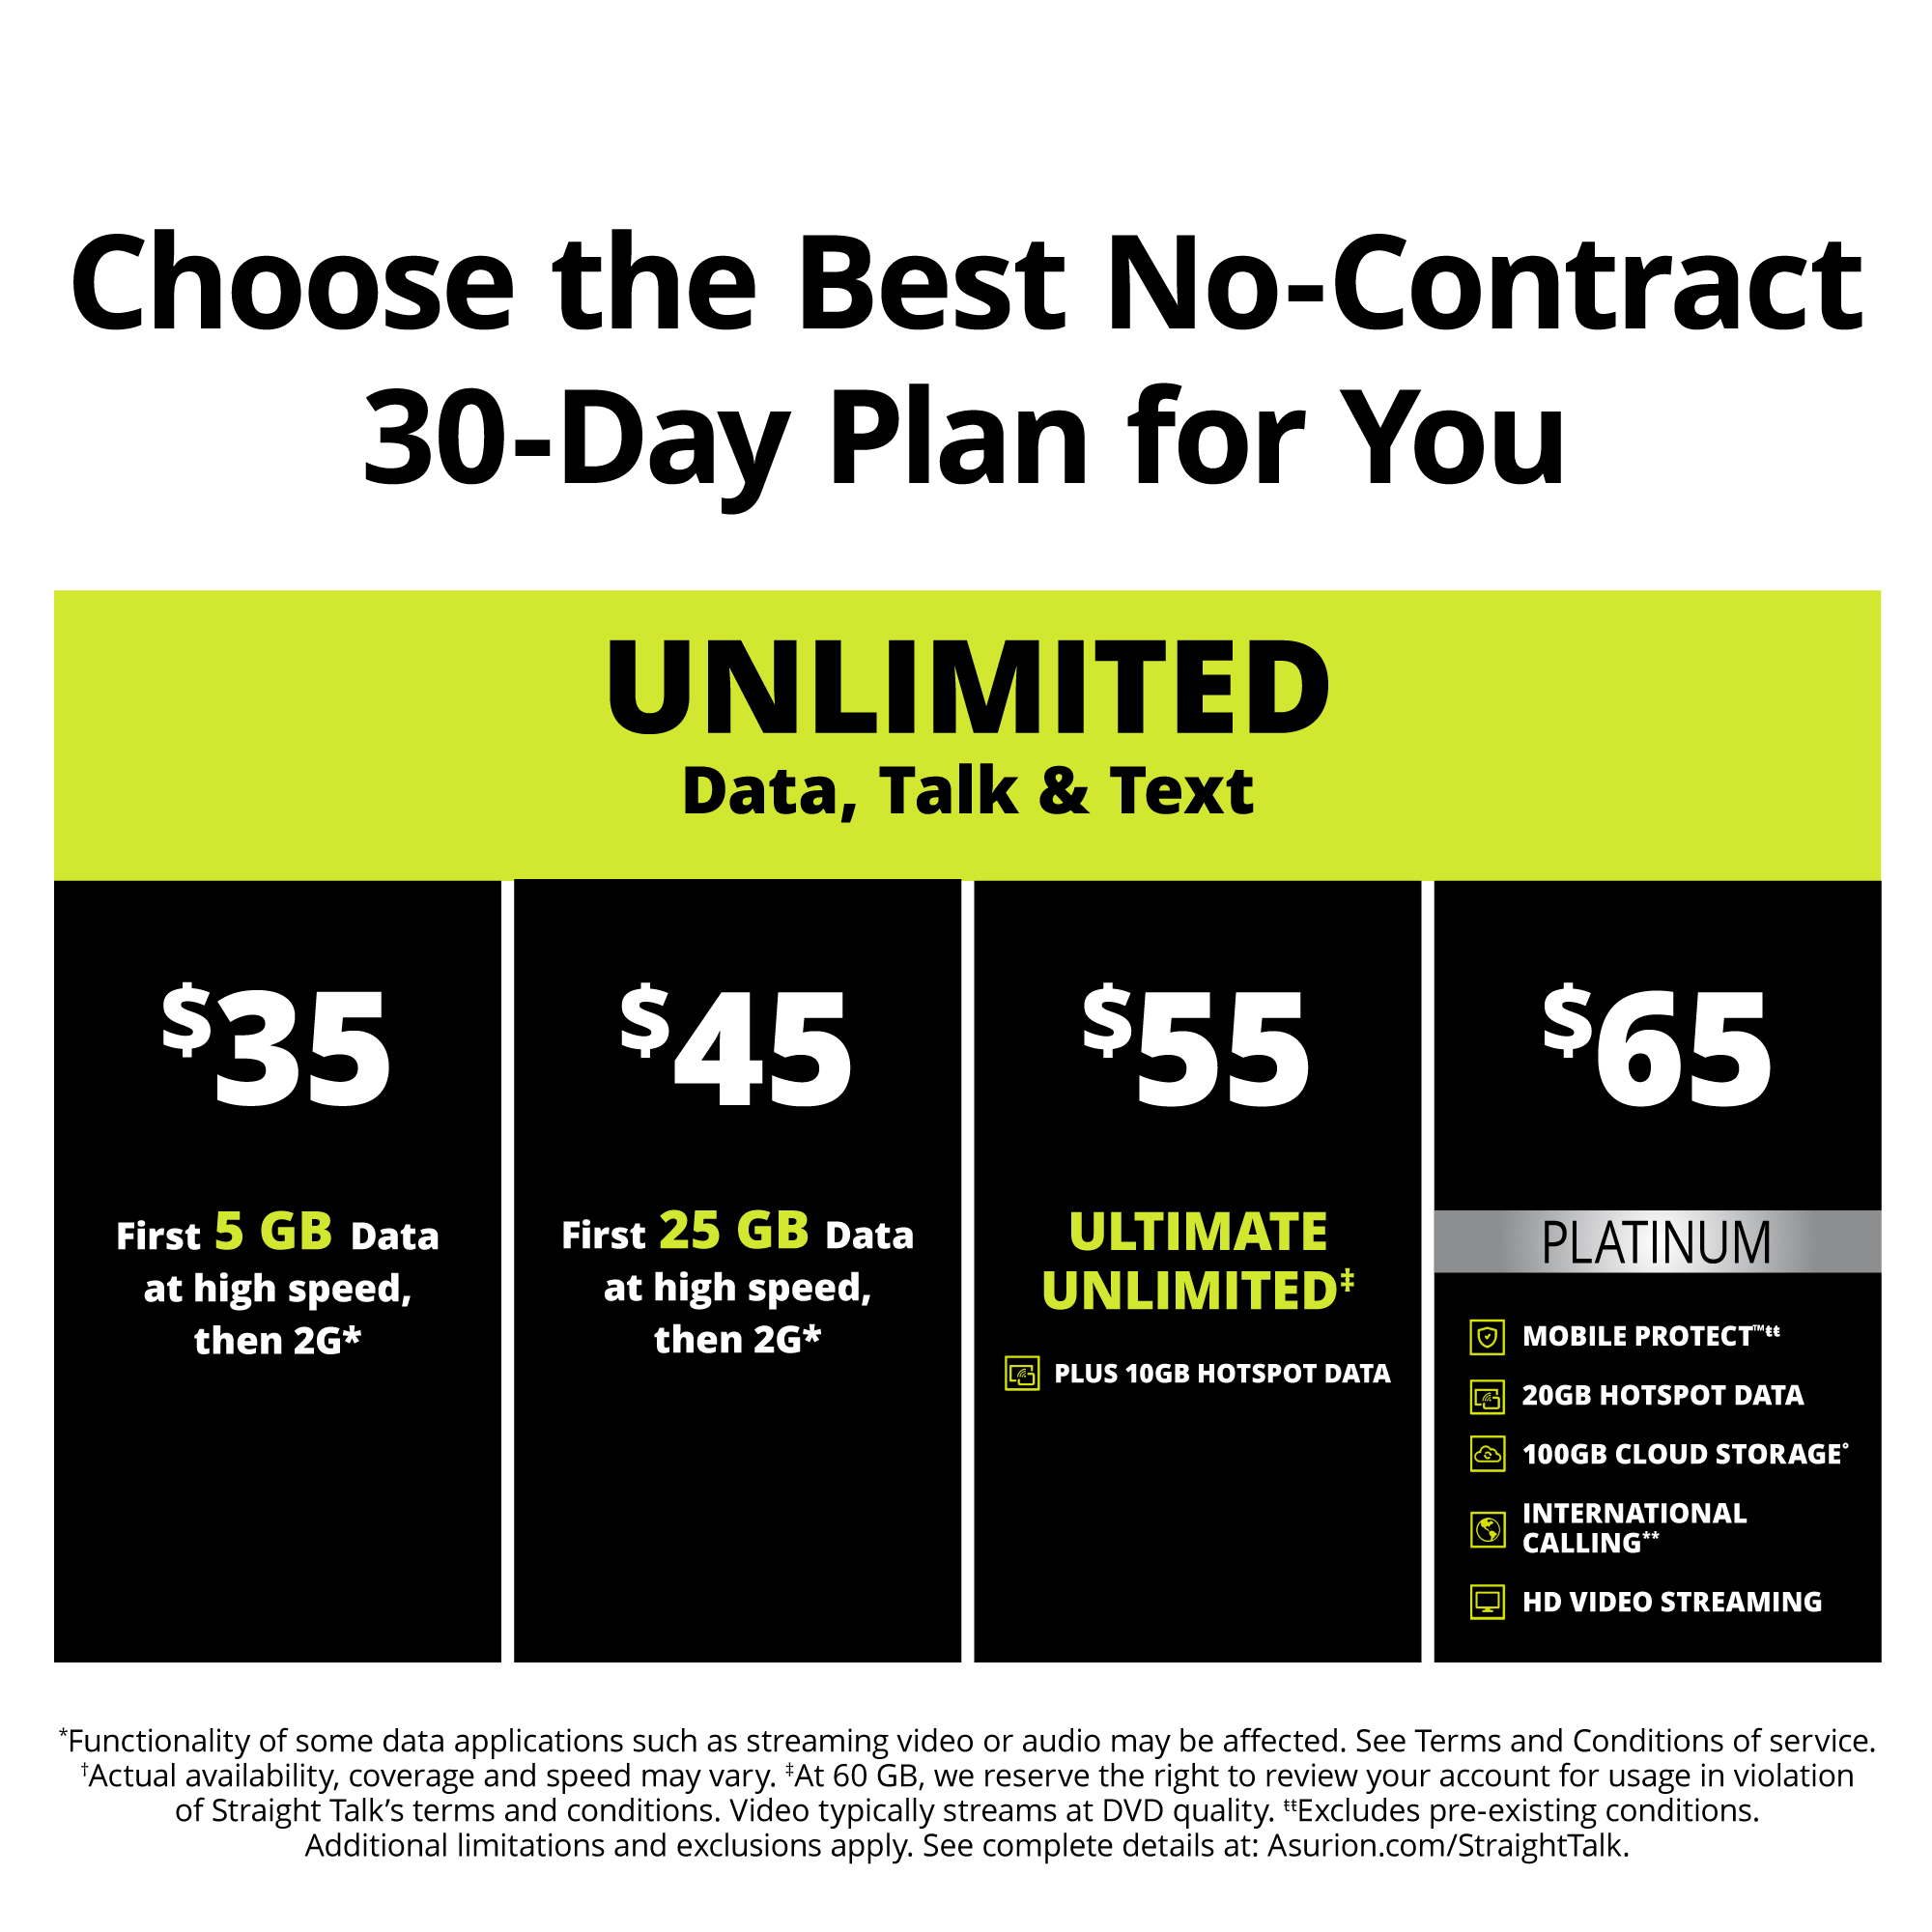 Choose the Best No-Contract
30-Day Plan for You
UNLIMITED
Data, Talk & Text
$35
First 5 GB Data
at high speed,
then 2G*
$45
First 25 GB Data
at high speed,
then 2G*
$55
ULTIMATE
UNLIMITED‡
PLUS 10GB HOTSPOT DATA
$65
PLATINUM
MOBILE PROTECT™ŧŧ
20GB HOTSPOT DATA
100GB CLOUD STORAGE°
INTERNATIONAL
CALLING**
HD VIDEO STREAMING
*Functionality of some data applications such as streaming video or audio may be affected. See Terms and Conditions of service.
†Actual availability, coverage and speed may vary. ‡At 60 GB, we reserve the right to review your account for usage in violation
of Straight Talk’s terms and conditions. Video typically streams at DVD quality. ŧŧExcludes pre-existing conditions.
Additional limitations and exclusions apply. See complete details at: Asurion.com/StraightTalk.